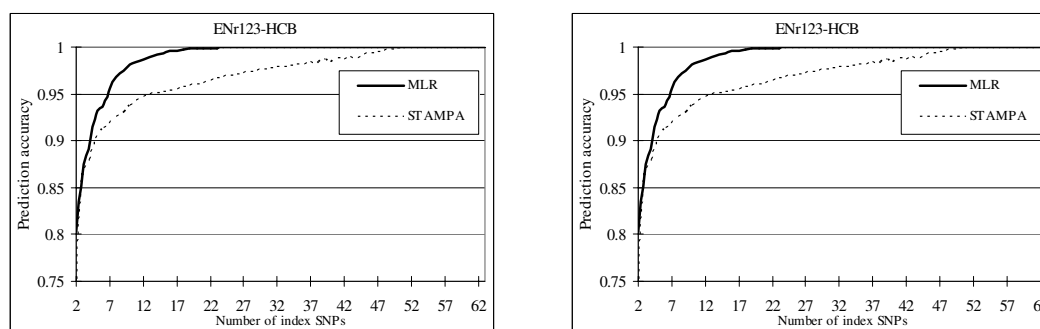 ENr123-HCB
Prediction accuracy
1
0.95
0.9
0.85
0.8
0.75
MLR
STAMPA
2 7 12 17 22 27 32 37 42 47 52 57 62
Number of index SNPs
ENr123-HCB
Prediction accuracy
1
0.95
0.9
0.85
0.8
0.75
MLR
STAMPA
2 7 12 17 22 27 32 37 42 47 52 57 62
Number of index SNPs